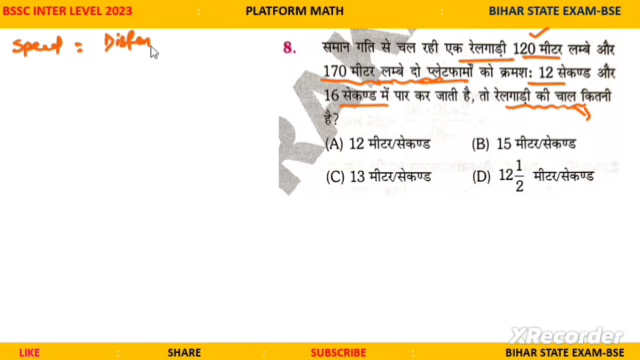 BSSC INTER LEVEL 2023 : PLATFORM MATH : BIHAR STATE EXAM-BSE
Speed =
8. समान गति से चल रही एक रेलगाड़ी 120 मीटर लम्बे और
170 मीटर लम्बे दो प्लेटफार्मों को क्रमश: 12 सेकण्ड और
16 सेकण्ड में पार कर जाती है, तो रेलगाड़ी की चाल कितनी
है?
(A) 12 मीटर/सेकण्ड (B) 15 मीटर/सेकण्ड
(C) 13 मीटर/सेकण्ड (D) 12 1/2 मीटर/सेकण्ड
XRecorder
LIKE : SHARE : SUBSCRIBE : BIHAR STATE EXAM-BSE